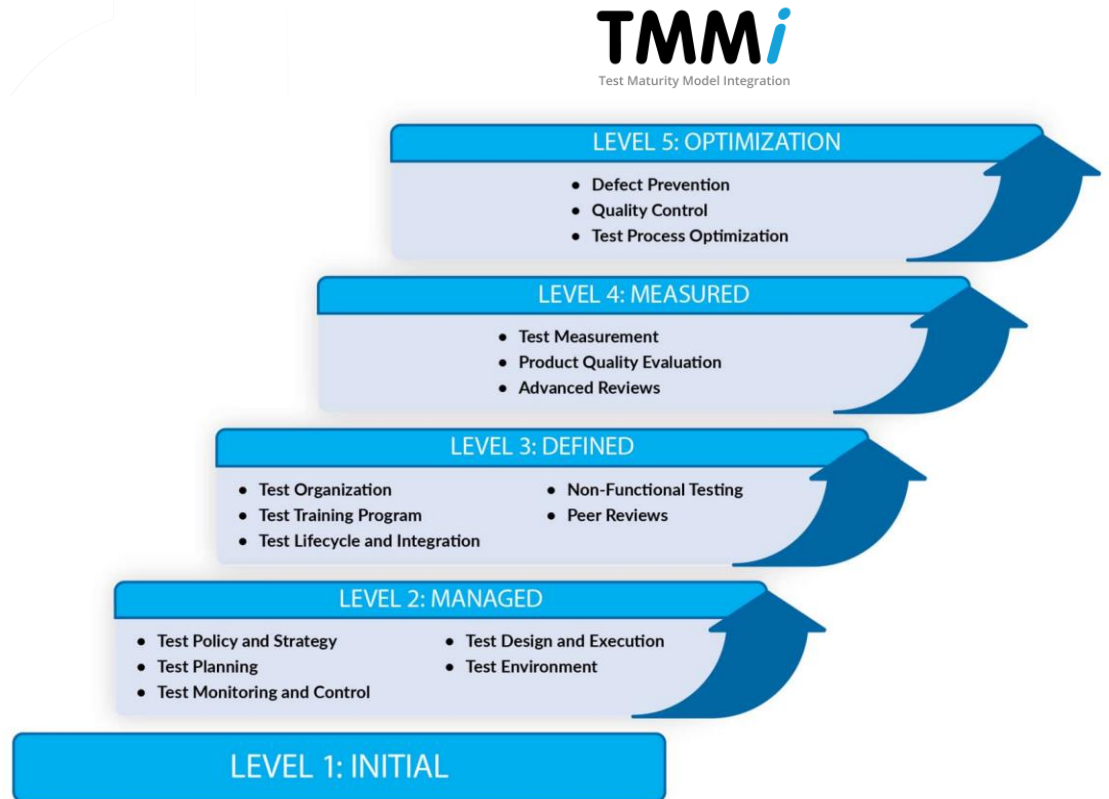 TMMi
Test Maturity Model Integration
LEVEL 5: OPTIMIZATION
• Defect Prevention
• Quality Control
• Test Process Optimization
LEVEL 4: MEASURED
• Test Measurement
• Product Quality Evaluation
• Advanced Reviews
LEVEL 3: DEFINED
• Test Organization
• Test Training Program
• Test Lifecycle and Integration
• Non-Functional Testing
• Peer Reviews
LEVEL 2: MANAGED
• Test Policy and Strategy
• Test Planning
• Test Monitoring and Control
• Test Design and Execution
• Test Environment
LEVEL 1: INITIAL